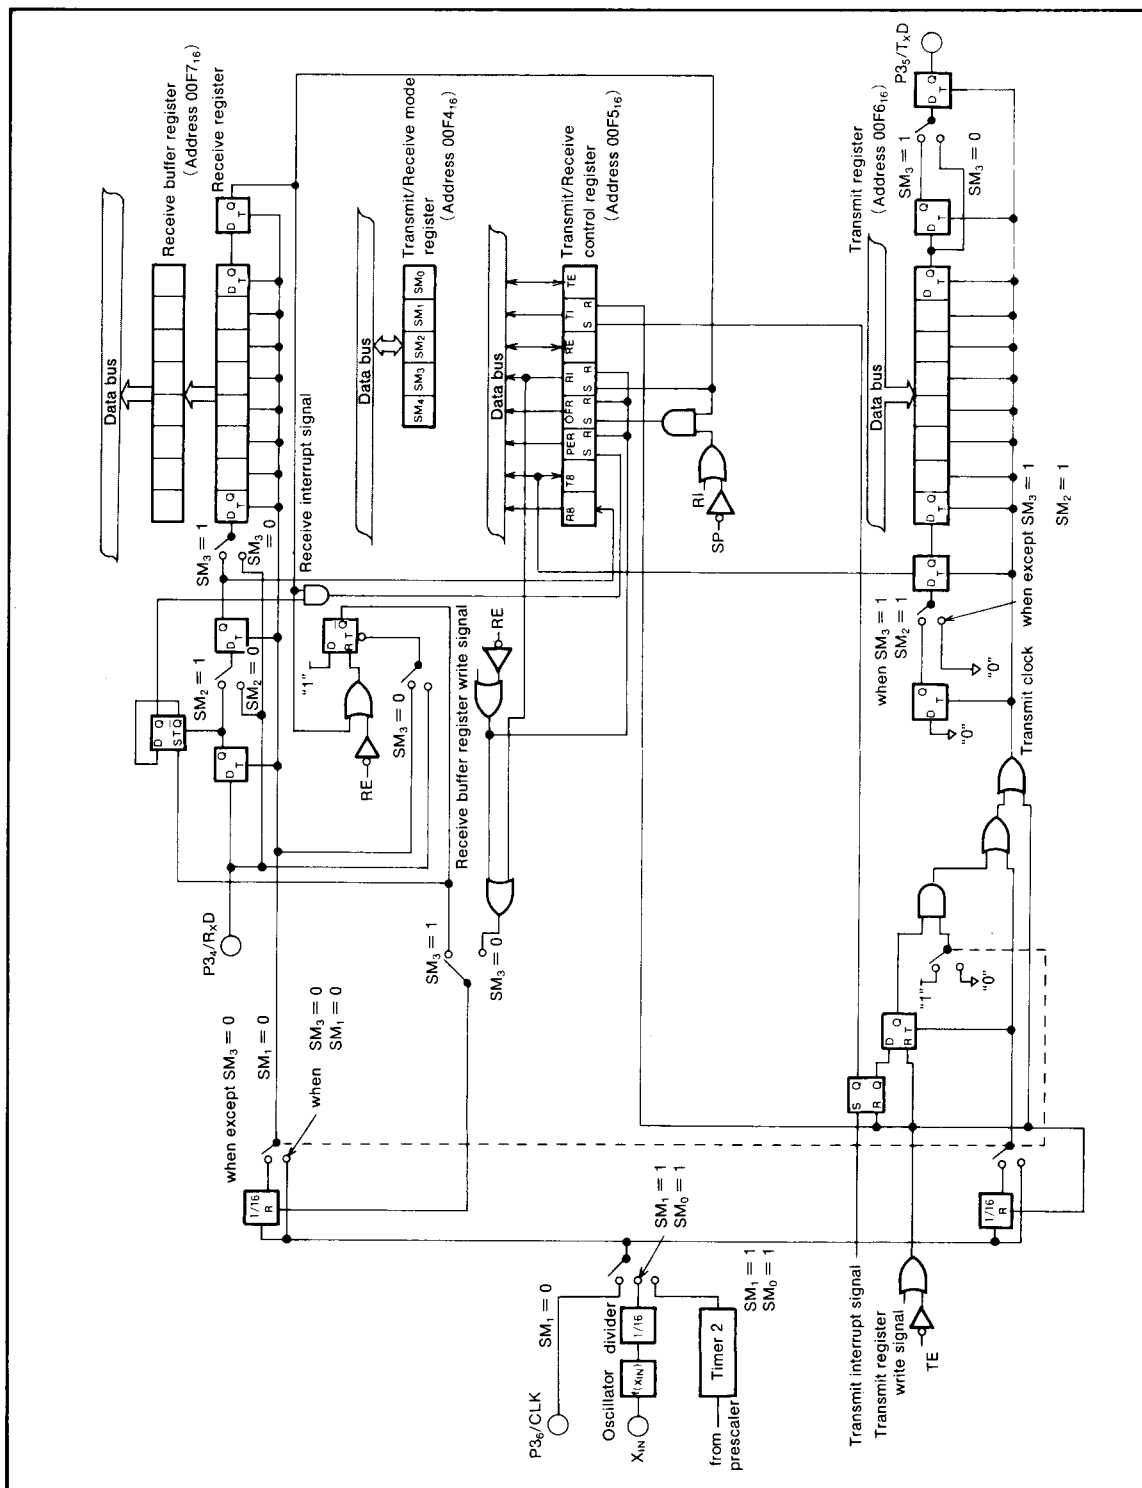 P3₆/CLK
SM₁ = 0
Oscillator
divider
X_IN
f(X_IN)
1/16
SM₁ = 1
SM₀ = 1
from
prescaler
Timer 2
SM₁ = 1
SM₀ = 1
Transmit interrupt signal
Transmit register
write signal
TE
1/16
R
when except SM₃ = 0
SM₁ = 0
when SM₃ = 0
SM₁ = 0
1/16
R
P3₄/RxD
SM₃ = 1
SM₃ = 0
S Q
R Q
D Q
R T
"1"
"0"
D Q
S T Q
D Q
T
SM₂ = 1
SM₂ = 0
D Q
T
SM₃ = 1
SM₃ = 0
Receive interrupt signal
"1"
D Q
R T
RE
SM₃ = 0
Receive buffer register write signal
RE
Data bus
Receive buffer register
(Address 00F7₁₆)
Receive register
D Q
T
D Q
T
D Q
T
Data bus
SM₄ SM₃ SM₂ SM₁ SM₀
Transmit/Receive mode
register
(Address 00F4₁₆)
Data bus
R8 T8 PER OFR RI RE TI TE
S R S R S R S R
Transmit/Receive
control register
(Address 00F5₁₆)
RI
SP
Transmit clock
"0"
D Q
T
when SM₃ = 1
SM₂ = 1
"0"
when except SM₃ = 1
SM₂ = 1
D Q
T
Data bus
D Q
T
D Q
T
Transmit register
(Address 00F6₁₆)
D Q
T
SM₃ = 1
SM₃ = 0
D Q
T
P3₅/TxD